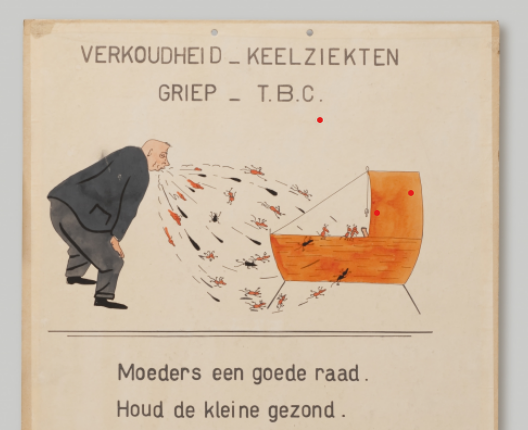 VERKOUDHEID - KEELZIEKTEN
GRIEP - T.B.C.
Moeders een goede raad.
Houd de kleine gezond.